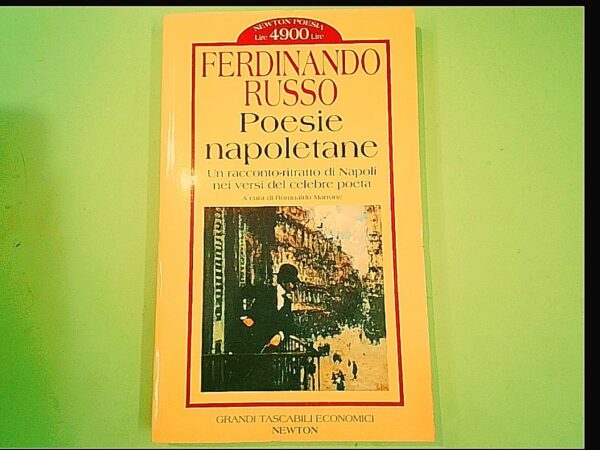 NEWTON POESIA
Lire 4900 Lire
FERDINANDO
RUSSO
Poesie
napoletane
Un racconto-ritratto di Napoli
nei versi del celebre poeta
A cura di Romualdo Marrone
GRANDI TASCABILI ECONOMICI
NEWTON